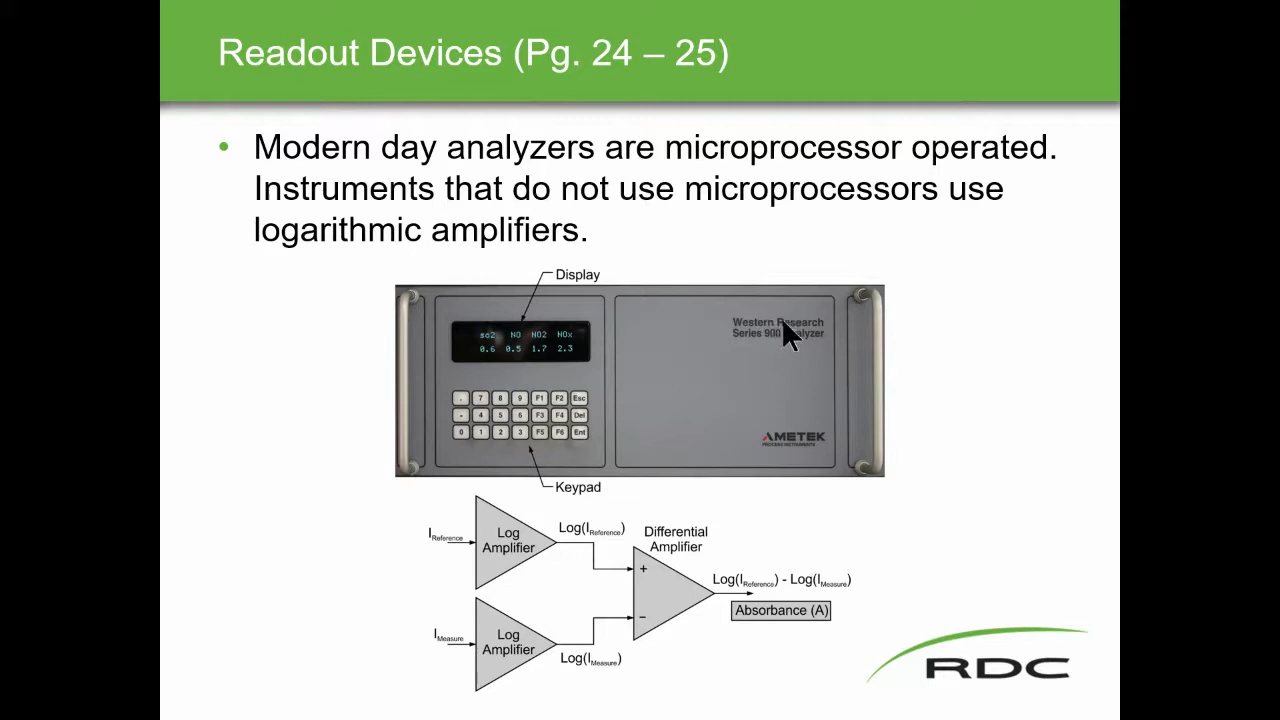 Readout Devices (Pg. 24 – 25)
• Modern day analyzers are microprocessor operated.
Instruments that do not use microprocessors use
logarithmic amplifiers.
Display
Western Research
Series 900 Analyzer
so2 NO NO2 NOx
0.6 0.5 1.7 2.3
. 7 8 9 F1 F2 Esc
- 4 5 6 F3 F4 Del
0 1 2 3 F5 F6 Ent
AMETEK
PROCESS INSTRUMENTS
Keypad
IReference
Log
Amplifier
Log(IReference)
Differential
Amplifier
+
–
Log(IReference) - Log(IMeasure)
Absorbance (A)
IMeasure
Log
Amplifier
Log(IMeasure)
RDC